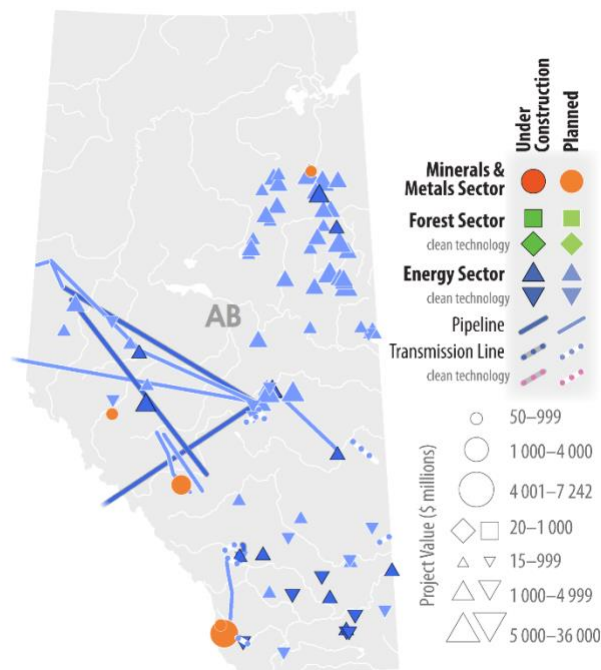 AB
Under
Construction
Planned
Minerals &
Metals Sector
Forest Sector
clean technology
Energy Sector
clean technology
Pipeline
Transmission Line
clean technology
Project Value ($ millions)
50–999
1 000–4 000
4 001–7 242
20–1 000
15–999
1 000–4 999
5 000–36 000